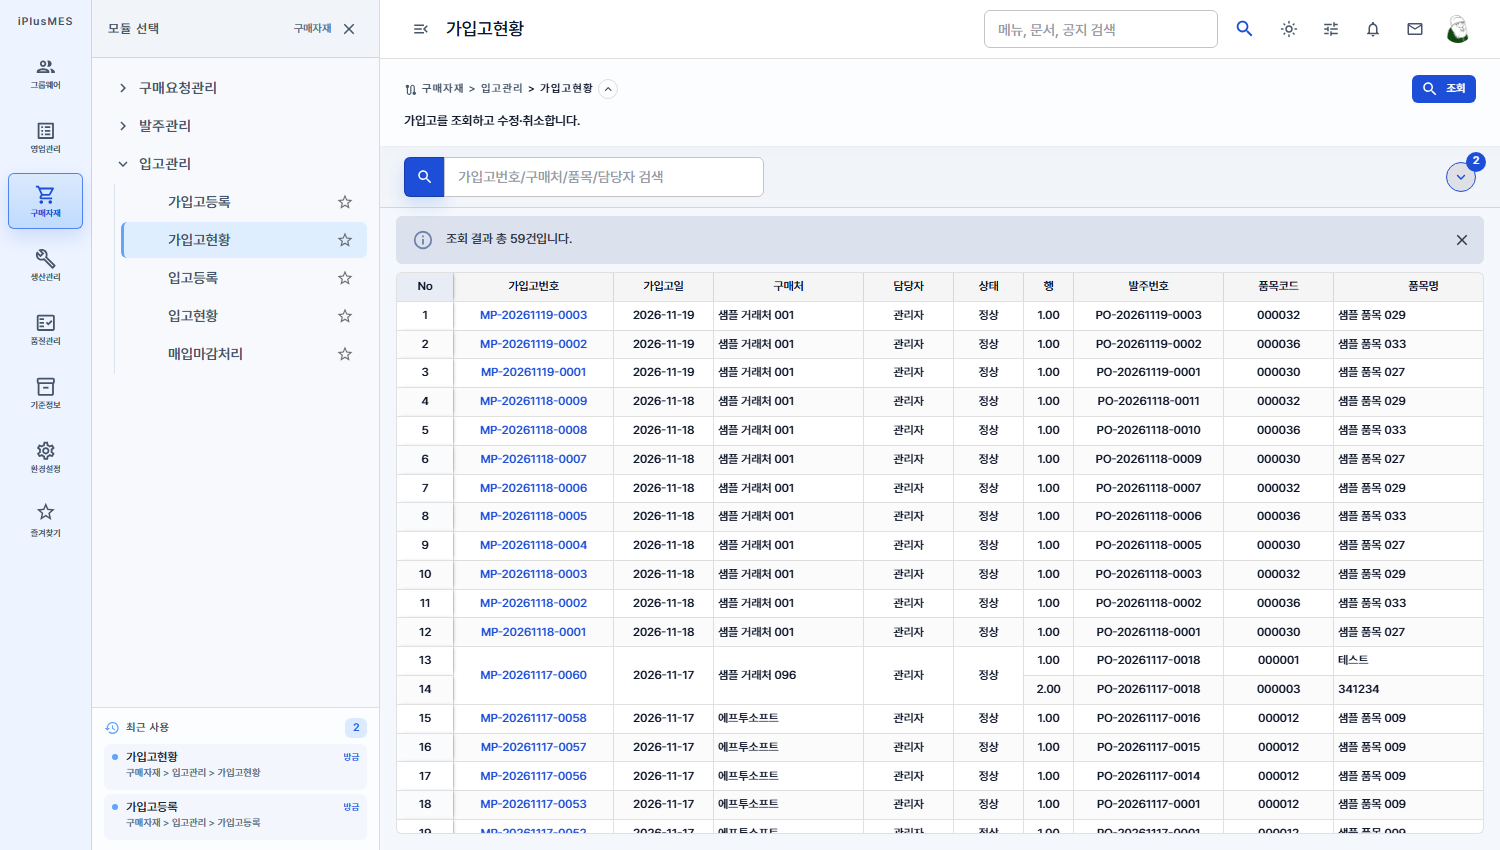 iPlusMES
그룹웨어
영업관리
구매자재
생산관리
품질관리
기준정보
환경설정
즐겨찾기
모듈 선택
구매자재
구매요청관리
발주관리
입고관리
가입고등록
가입고현황
입고등록
입고현황
매입마감처리
최근 사용
2
가입고현황
방금
구매자재 > 입고관리 > 가입고현황
가입고등록
방금
구매자재 > 입고관리 > 가입고등록
가입고현황
메뉴, 문서, 공지 검색
구매자재 > 입고관리 > 가입고현황
조회
가입고를 조회하고 수정·취소합니다.
가입고번호/구매처/품목/담당자 검색
2
조회 결과 총 59건입니다.
No 가입고번호 가입고일 구매처 담당자 상태 행 발주번호 품목코드 품목명
1 MP-20261119-0003 2026-11-19 샘플 거래처 001 관리자 정상 1.00 PO-20261119-0003 000032 샘플 품목 029
2 MP-20261119-0002 2026-11-19 샘플 거래처 001 관리자 정상 1.00 PO-20261119-0002 000036 샘플 품목 033
3 MP-20261119-0001 2026-11-19 샘플 거래처 001 관리자 정상 1.00 PO-20261119-0001 000030 샘플 품목 027
4 MP-20261118-0009 2026-11-18 샘플 거래처 001 관리자 정상 1.00 PO-20261118-0011 000032 샘플 품목 029
5 MP-20261118-0008 2026-11-18 샘플 거래처 001 관리자 정상 1.00 PO-20261118-0010 000036 샘플 품목 033
6 MP-20261118-0007 2026-11-18 샘플 거래처 001 관리자 정상 1.00 PO-20261118-0009 000030 샘플 품목 027
7 MP-20261118-0006 2026-11-18 샘플 거래처 001 관리자 정상 1.00 PO-20261118-0007 000032 샘플 품목 029
8 MP-20261118-0005 2026-11-18 샘플 거래처 001 관리자 정상 1.00 PO-20261118-0006 000036 샘플 품목 033
9 MP-20261118-0004 2026-11-18 샘플 거래처 001 관리자 정상 1.00 PO-20261118-0005 000030 샘플 품목 027
10 MP-20261118-0003 2026-11-18 샘플 거래처 001 관리자 정상 1.00 PO-20261118-0003 000032 샘플 품목 029
11 MP-20261118-0002 2026-11-18 샘플 거래처 001 관리자 정상 1.00 PO-20261118-0002 000036 샘플 품목 033
12 MP-20261118-0001 2026-11-18 샘플 거래처 001 관리자 정상 1.00 PO-20261118-0001 000030 샘플 품목 027
13 MP-20261117-0060 2026-11-17 샘플 거래처 096 관리자 정상 1.00 PO-20261117-0018 000001 테스트
14 2.00 PO-20261117-0018 000003 341234
15 MP-20261117-0058 2026-11-17 에프투소프트 관리자 정상 1.00 PO-20261117-0016 000012 샘플 품목 009
16 MP-20261117-0057 2026-11-17 에프투소프트 관리자 정상 1.00 PO-20261117-0015 000012 샘플 품목 009
17 MP-20261117-0056 2026-11-17 에프투소프트 관리자 정상 1.00 PO-20261117-0014 000012 샘플 품목 009
18 MP-20261117-0053 2026-11-17 에프투소프트 관리자 정상 1.00 PO-20261117-0001 000012 샘플 품목 009
19 MP-20261117-0052 2026-11-17 에프투소프트 관리자 정상 1.00 PO-20261117-0001 000012 샘플 품목 009